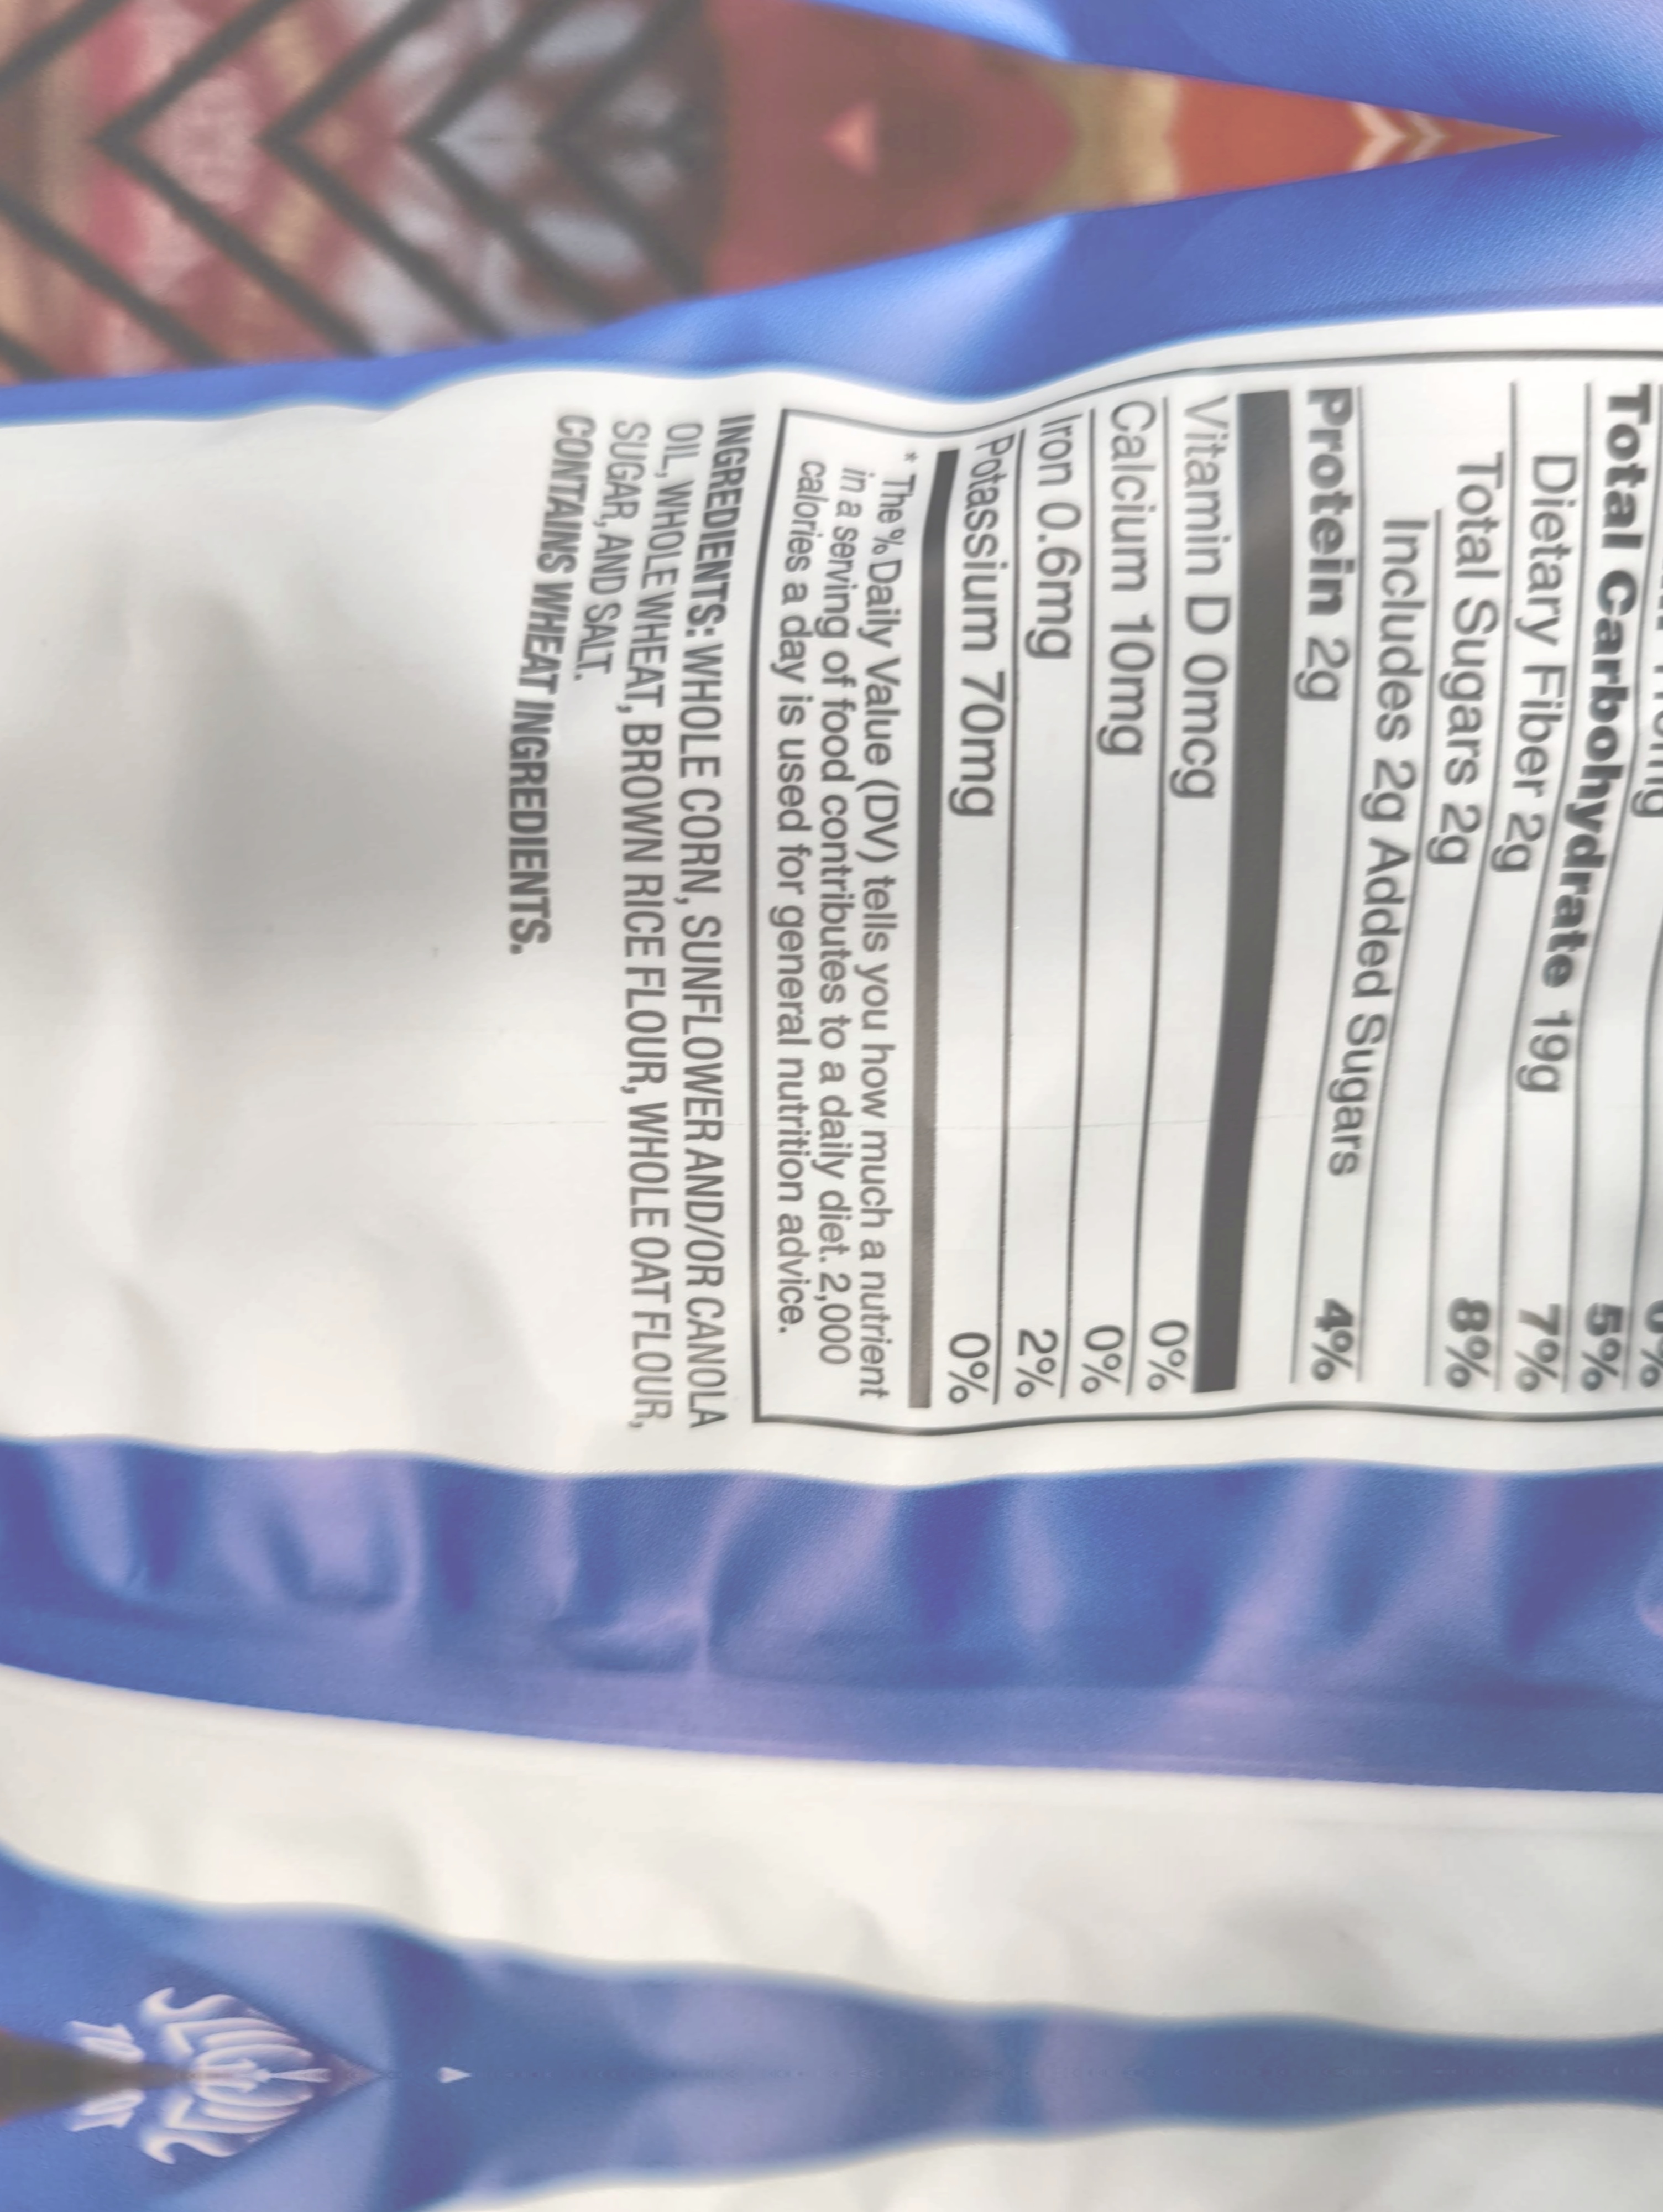 Total Carbohydrate 19g 7%
Dietary Fiber 2g 8%
Total Sugars 2g
Includes 2g Added Sugars 4%
Protein 2g
Vitamin D 0mcg 0%
Calcium 10mg 0%
Iron 0.6mg 2%
Potassium 70mg 0%
* The % Daily Value (DV) tells you how much a nutrient
in a serving of food contributes to a daily diet. 2,000
calories a day is used for general nutrition advice.
INGREDIENTS: WHOLE CORN, SUNFLOWER AND/OR CANOLA
OIL, WHOLE WHEAT, BROWN RICE FLOUR, WHOLE OAT FLOUR,
SUGAR, AND SALT.
CONTAINS WHEAT INGREDIENTS.